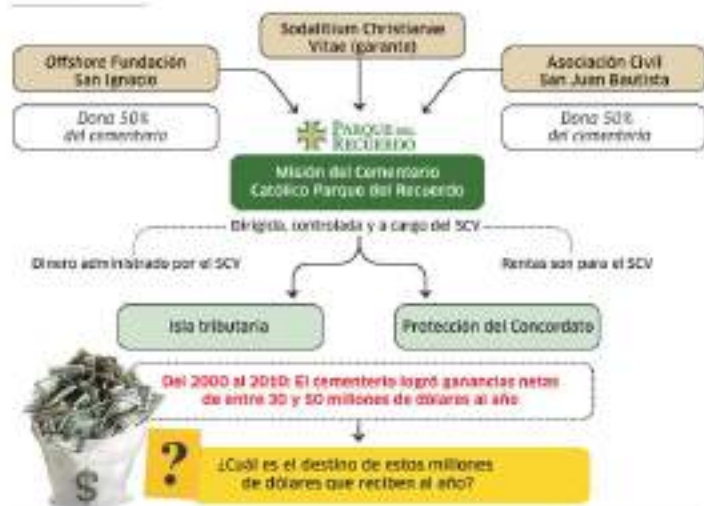 Sodalitium Christianae
Vitae (garante)
Offshore Fundación
San Ignacio
Asociación Civil
San Juan Bautista
Dona 50%
del cementerio
Dona 50%
del cementerio
PARQUE DEL
RECUERDO
Misión del Cementerio
Católico Parque del Recuerdo
Dirigida, controlada y a cargo del SCV
Dinero administrado por el SCV
Rentas son para el SCV
Isla tributaria
Protección del Concordato
Del 2000 al 2010: El cementerio logró ganancias netas
de entre 30 y 50 millones de dólares al año
?
¿Cuál es el destino de estos millones
de dólares que reciben al año?
$